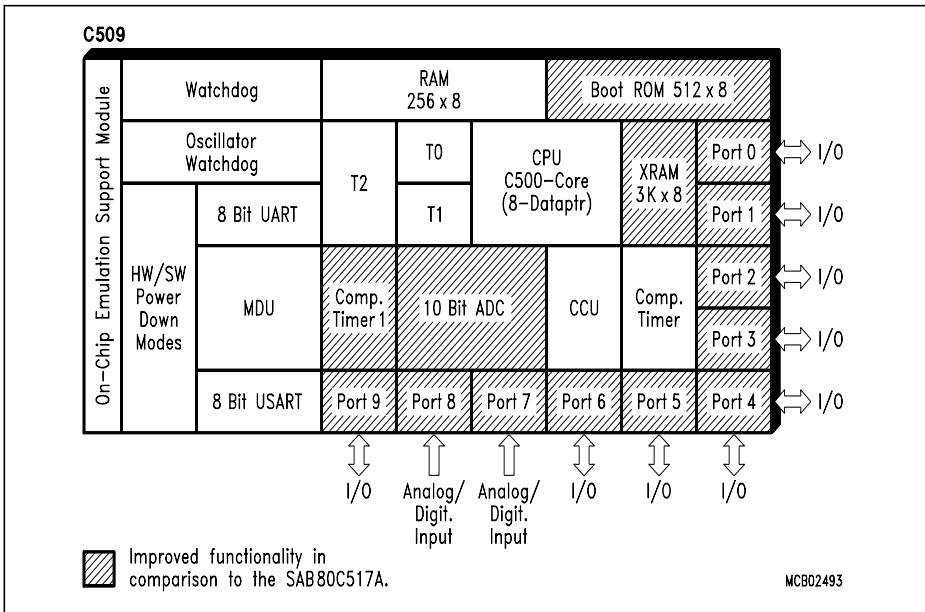 C509
On-Chip Emulation Support Module
Watchdog
RAM
256 x 8
Boot ROM 512 x 8
Oscillator
Watchdog
T2
T0
CPU
C500-Core
(8-Dataptr)
XRAM
3K x 8
Port 0
I/O
8 Bit UART
T1
Port 1
I/O
HW/SW
Power
Down
Modes
MDU
Comp.
Timer 1
10 Bit ADC
CCU
Comp.
Timer
Port 2
I/O
Port 3
I/O
8 Bit USART
Port 9
Port 8
Port 7
Port 6
Port 5
Port 4
I/O
I/O
Analog/
Digit.
Input
Analog/
Digit.
Input
I/O
I/O
I/O
Improved functionality in
comparison to the SAB80C517A.
MCB02493